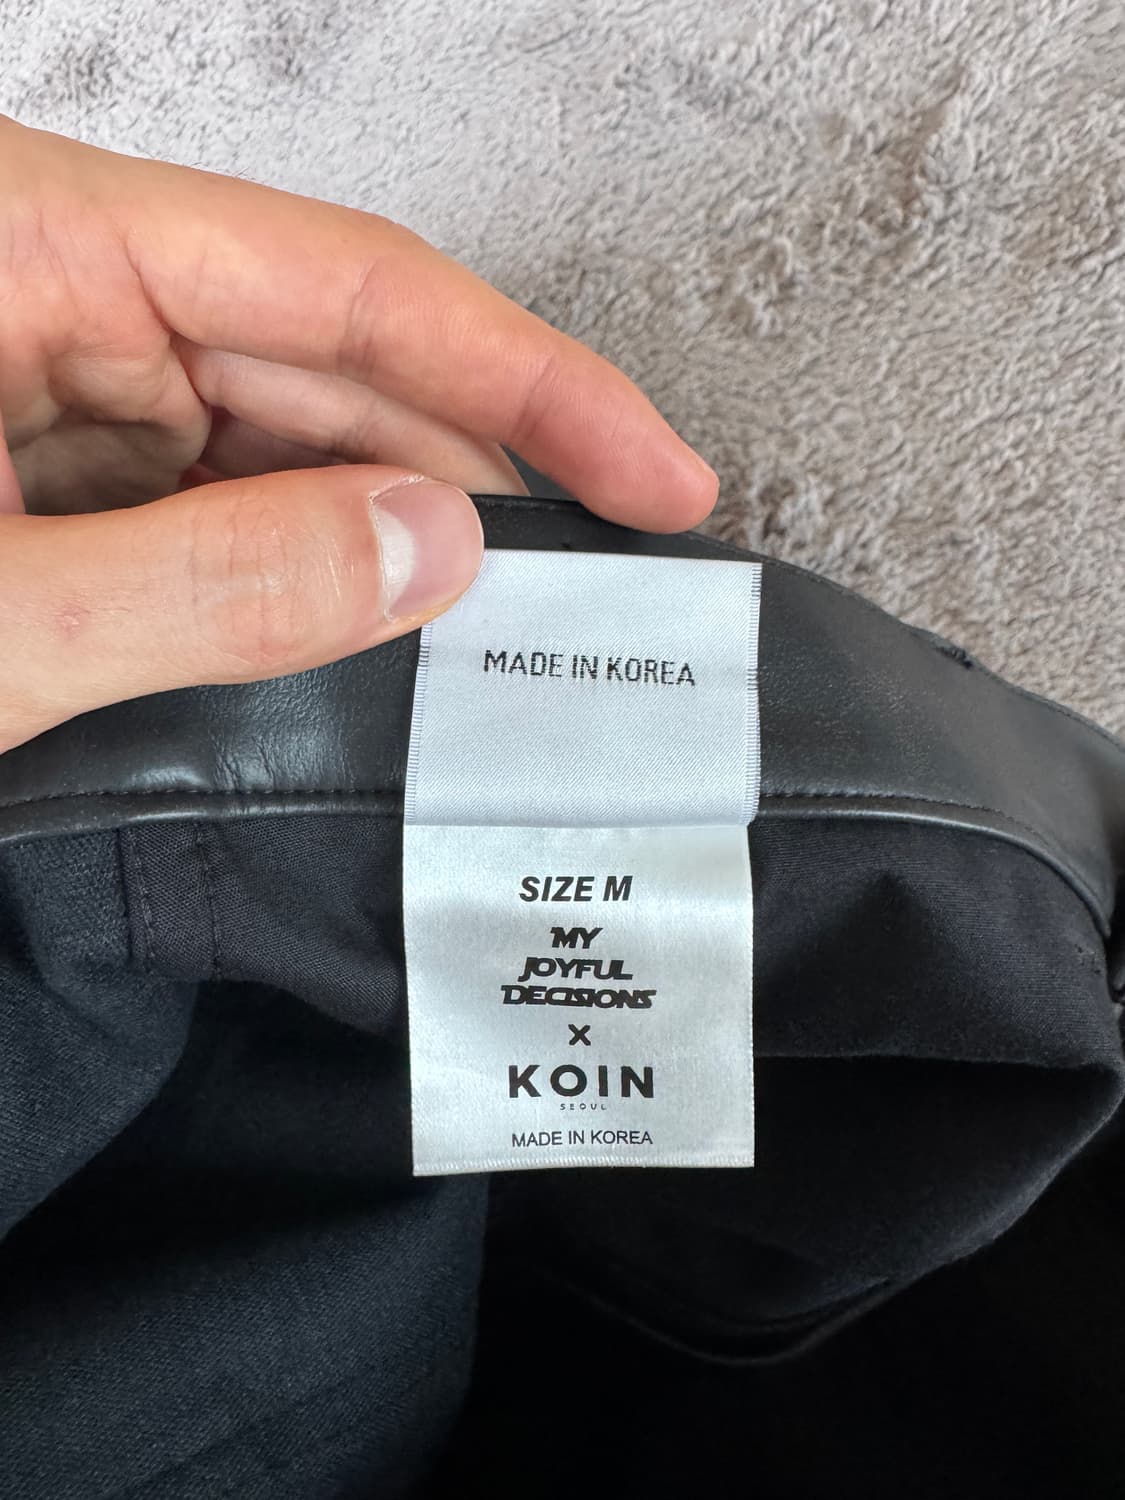 MADE IN KOREA
SIZE M
MY
JOYFUL
DECISIONS
X
KOIN
SEOUL
MADE IN KOREA